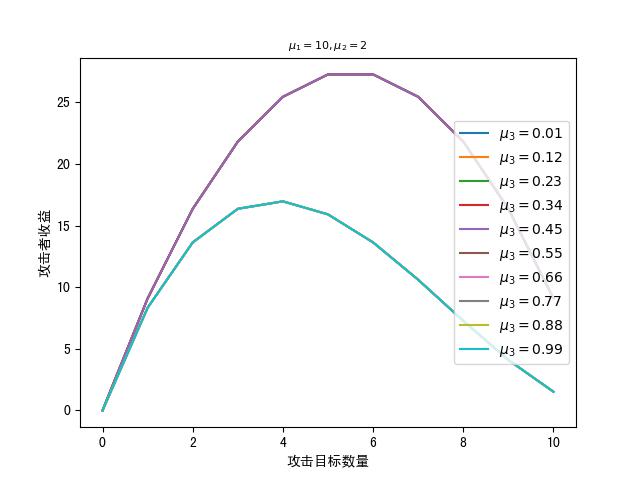 μ₁ = 10, μ₂ = 2
25
20
15
10
5
0
攻击者收益
μ₃ = 0.01
μ₃ = 0.12
μ₃ = 0.23
μ₃ = 0.34
μ₃ = 0.45
μ₃ = 0.55
μ₃ = 0.66
μ₃ = 0.77
μ₃ = 0.88
μ₃ = 0.99
0 2 4 6 8 10
攻击目标数量